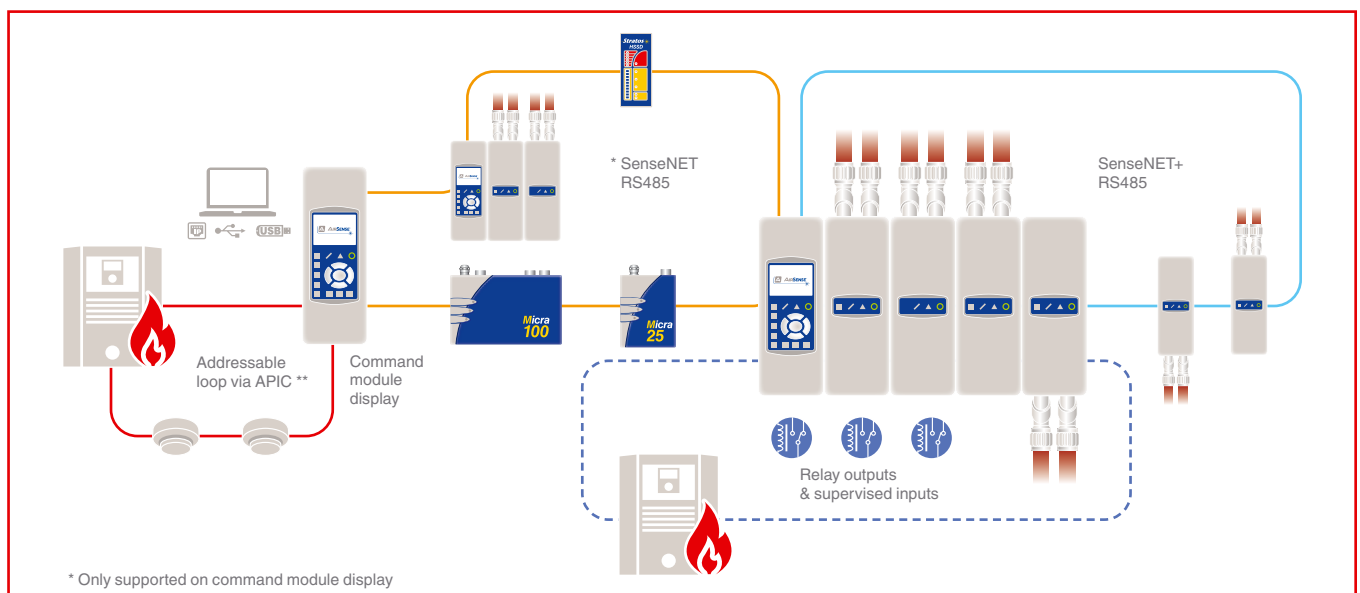 Stratos
HSSD
* SenseNET
RS485
SenseNET+
RS485
USB
AIRSENSE
AIRSENSE
AIRSENSE
Micra
100
Micra
25
Addressable
loop via APIC **
Command
module
display
Relay outputs
& supervised inputs
* Only supported on command module display